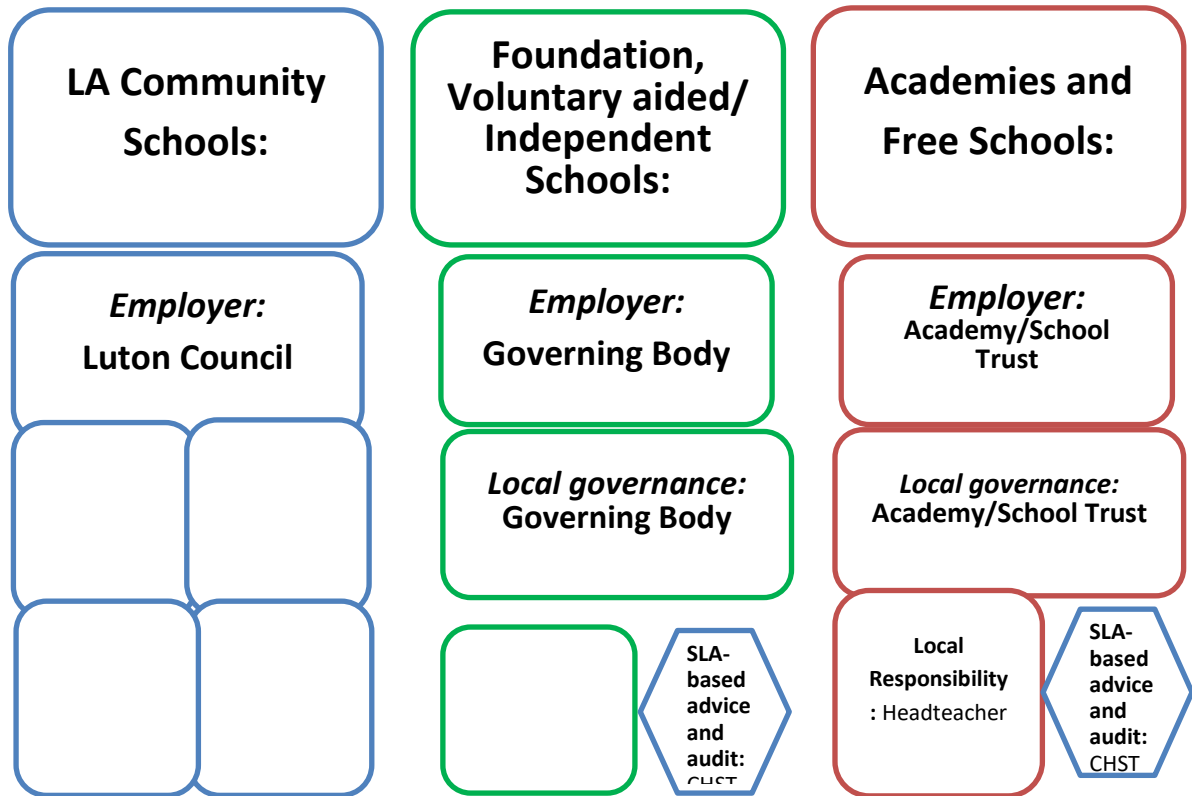 LA Community
Schools:
Foundation,
Voluntary aided/
Independent
Schools:
Academies and
Free Schools:
Employer:
Luton Council
Employer:
Governing Body
Employer:
Academy/School
Trust
Local governance:
Governing Body
Local governance:
Academy/School Trust
SLA-
based
advice
and
audit:
CHST
Local
Responsibility
: Headteacher
SLA-
based
advice
and
audit:
CHST